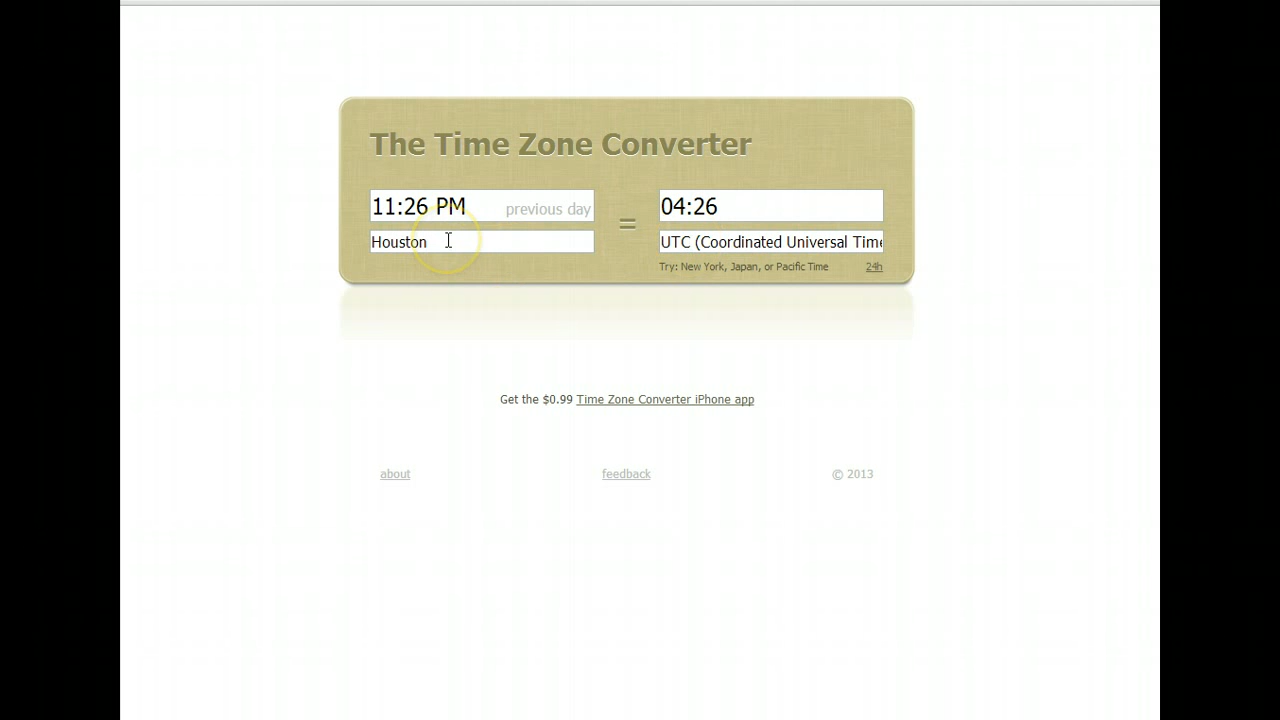 The Time Zone Converter
11:26 PM previous day = 04:26
Houston UTC (Coordinated Universal Time
Try: New York, Japan, or Pacific Time 24h
Get the $0.99 Time Zone Converter iPhone app
about feedback © 2013